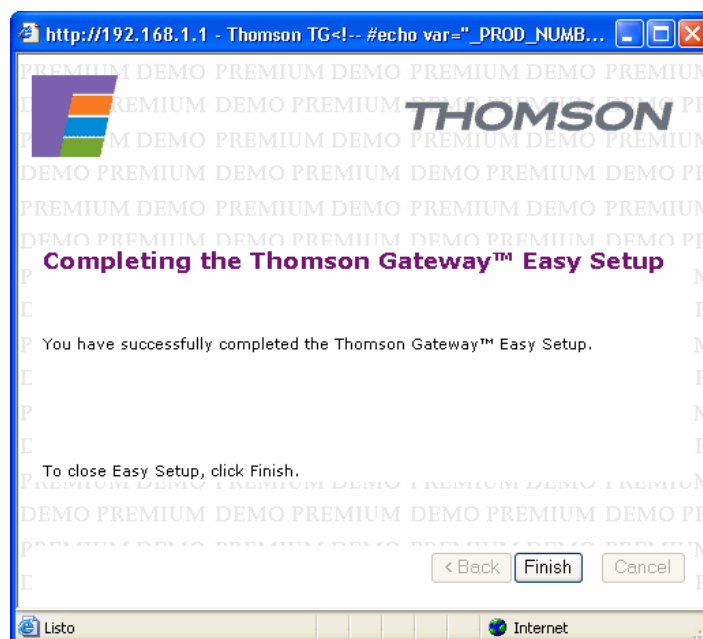 http://192.168.1.1 - Thomson TG<!-- #echo var="_PROD_NUMB...
THOMSON
Completing the Thomson Gateway™ Easy Setup
You have successfully completed the Thomson Gateway™ Easy Setup.
To close Easy Setup, click Finish.
< Back Finish Cancel
Listo Internet